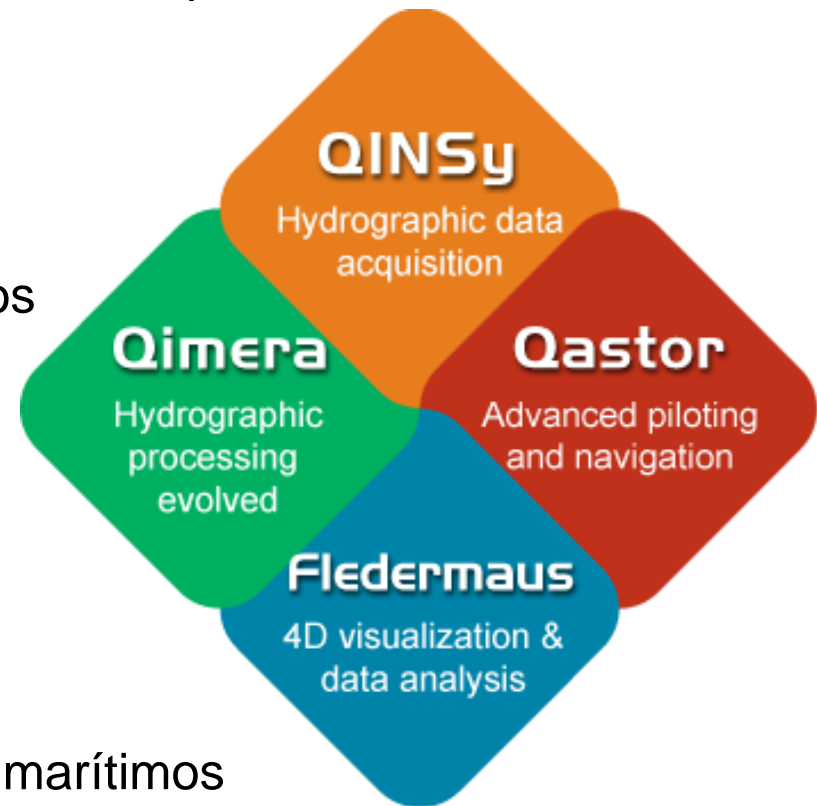 QINSy
Hydrographic data
acquisition
os
Qimera
Hydrographic
processing
evolved
Qastor
Advanced piloting
and navigation
Fledermaus
4D visualization &
data analysis
marítimos